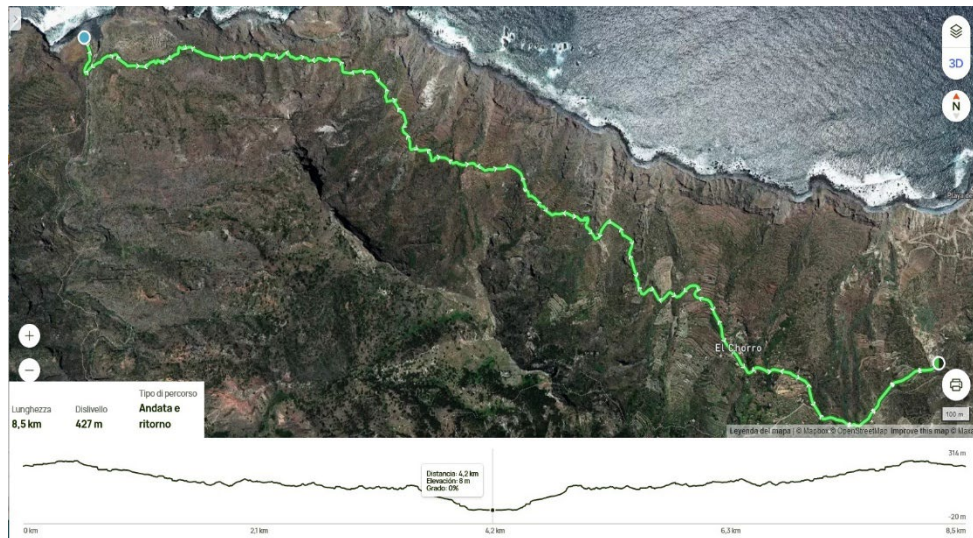 3D
N
El Chorro
+
−
Lunghezza
8,5 km
Dislivello
427 m
Tipo di percorso
Andata e
ritorno
100 m
Leyenda del mapa | © Mapbox © OpenStreetMap Improve this map ©
Distancia: 4,2 km
Elevación: 8 m
Grado: 0%
314 m
-20 m
0 km
2,1 km
4,2 km
6,3 km
8,5 km